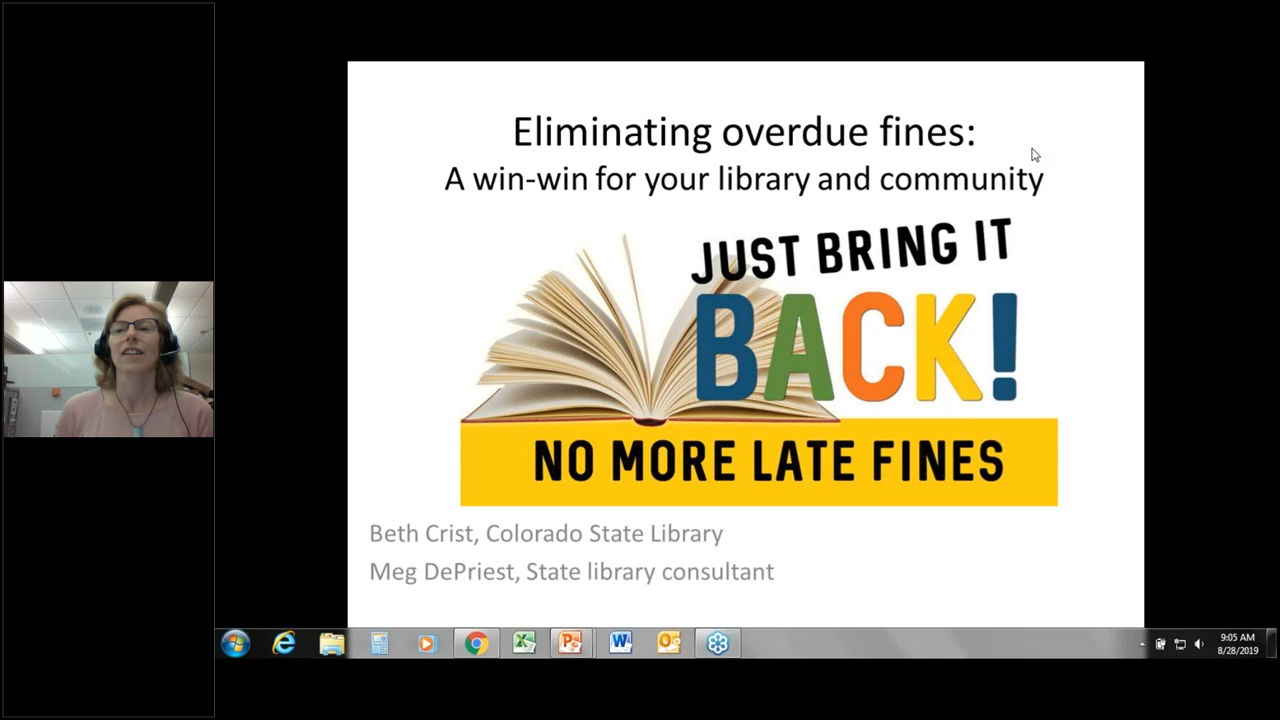 Eliminating overdue fines:
A win-win for your library and community
JUST BRING IT
BACK!
NO MORE LATE FINES
Beth Crist, Colorado State Library
Meg DePriest, State library consultant
9:05 AM
8/28/2019